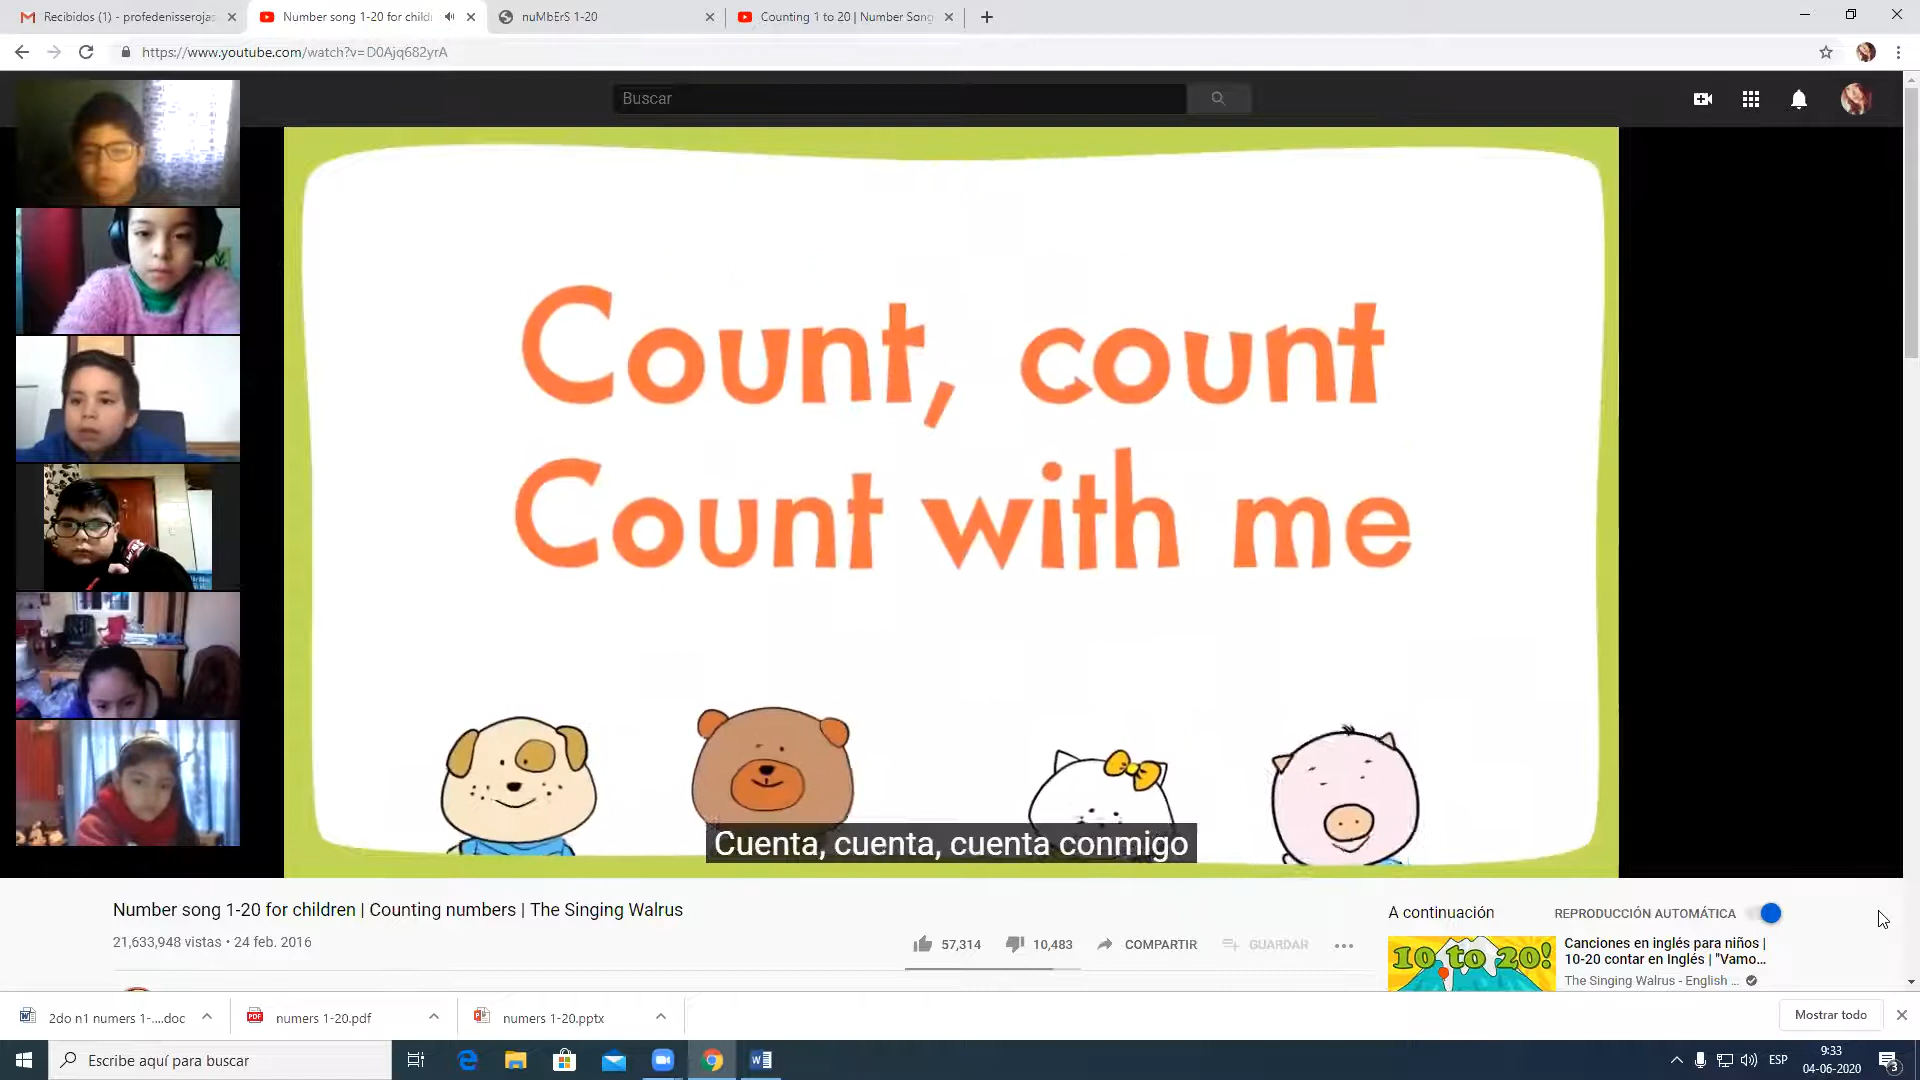 Recibidos (1) - profedenisseroja
Number song 1-20 for childr
nuMbErS 1-20
Counting 1 to 20 | Number Song
https://www.youtube.com/watch?v=D0Ajq682yrA
Buscar
Count, count
Count with me
Cuenta, cuenta, cuenta conmigo
Number song 1-20 for children | Counting numbers | The Singing Walrus
21,633,948 vistas • 24 feb. 2016
57,314
10,483
COMPARTIR
GUARDAR
A continuación
REPRODUCCIÓN AUTOMÁTICA
10 to 20!
Canciones en inglés para niños |
10-20 contar en Inglés | "Vamo...
The Singing Walrus - English ...
2do n1 numers 1-....doc
numers 1-20.pdf
numers 1-20.pptx
Mostrar todo
Escribe aquí para buscar
ESP
9:33
04-06-2020
3